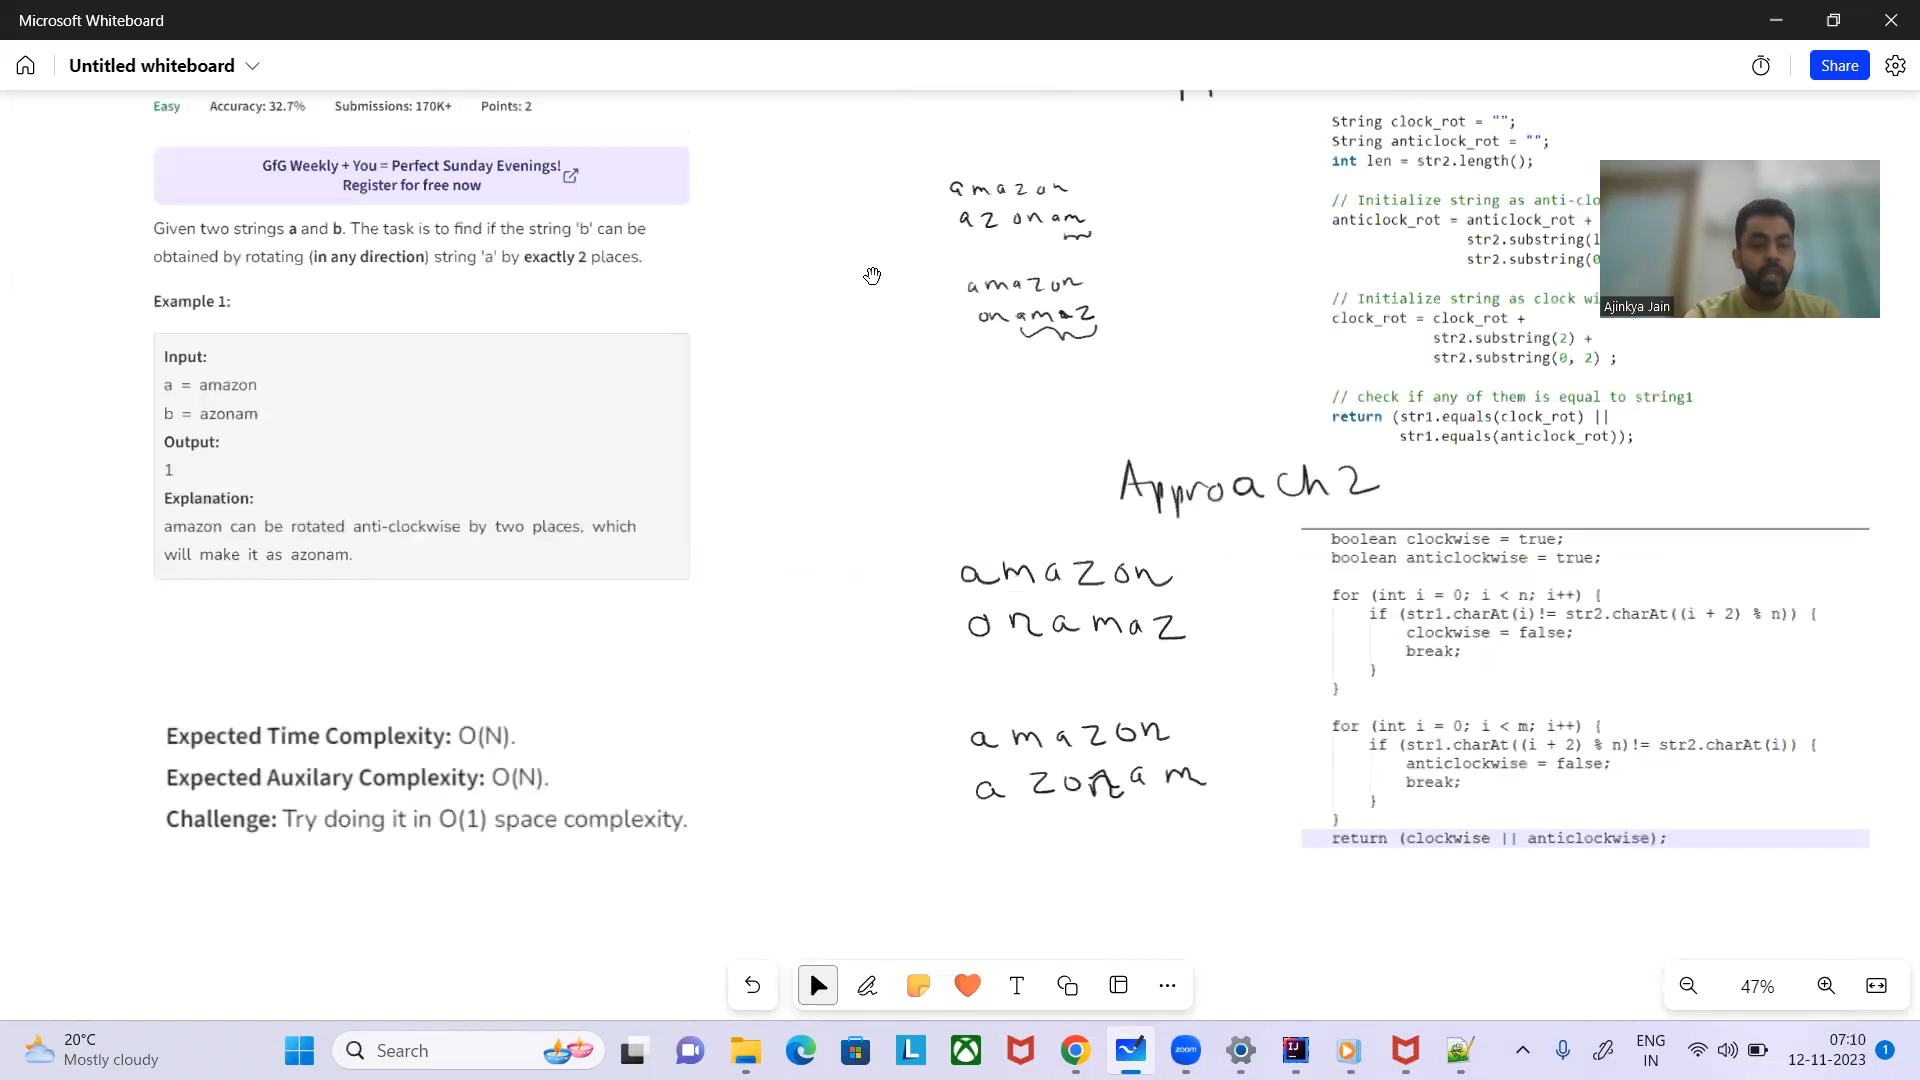 Microsoft Whiteboard
Untitled whiteboard
Share
Easy Accuracy: 32.7% Submissions: 170K+ Points: 2
GfG Weekly + You = Perfect Sunday Evenings!
Register for free now
Given two strings a and b. The task is to find if the string 'b' can be
obtained by rotating (in any direction) string 'a' by exactly 2 places.
Example 1:
Input:
a = amazon
b = azonam
Output:
1
Explanation:
amazon can be rotated anti-clockwise by two places, which
will make it as azonam.
Expected Time Complexity: O(N).
Expected Auxilary Complexity: O(N).
Challenge: Try doing it in O(1) space complexity.
amazon
azonam
amazon
onamaz
Approach 2
amazon
onamaz
amazon
azonam
String clock_rot = "";
String anticlock_rot = "";
int len = str2.length();
// Initialize string as anti-clo
anticlock_rot = anticlock_rot +
str2.substring(l
str2.substring(0
// Initialize string as clock wi
clock_rot = clock_rot +
str2.substring(2) +
str2.substring(0, 2) ;
// check if any of them is equal to string1
return (str1.equals(clock_rot) ||
str1.equals(anticlock_rot));
Ajinkya Jain
boolean clockwise = true;
boolean anticlockwise = true;
for (int i = 0; i < n; i++) {
if (str1.charAt(i)!= str2.charAt((i + 2) % n)) {
clockwise = false;
break;
}
}
for (int i = 0; i < m; i++) {
if (str1.charAt((i + 2) % n)!= str2.charAt(i)) {
anticlockwise = false;
break;
}
}
return (clockwise || anticlockwise);
47%
20°C
Mostly cloudy
Search
zoom
ENG
IN
07:10
12-11-2023
1